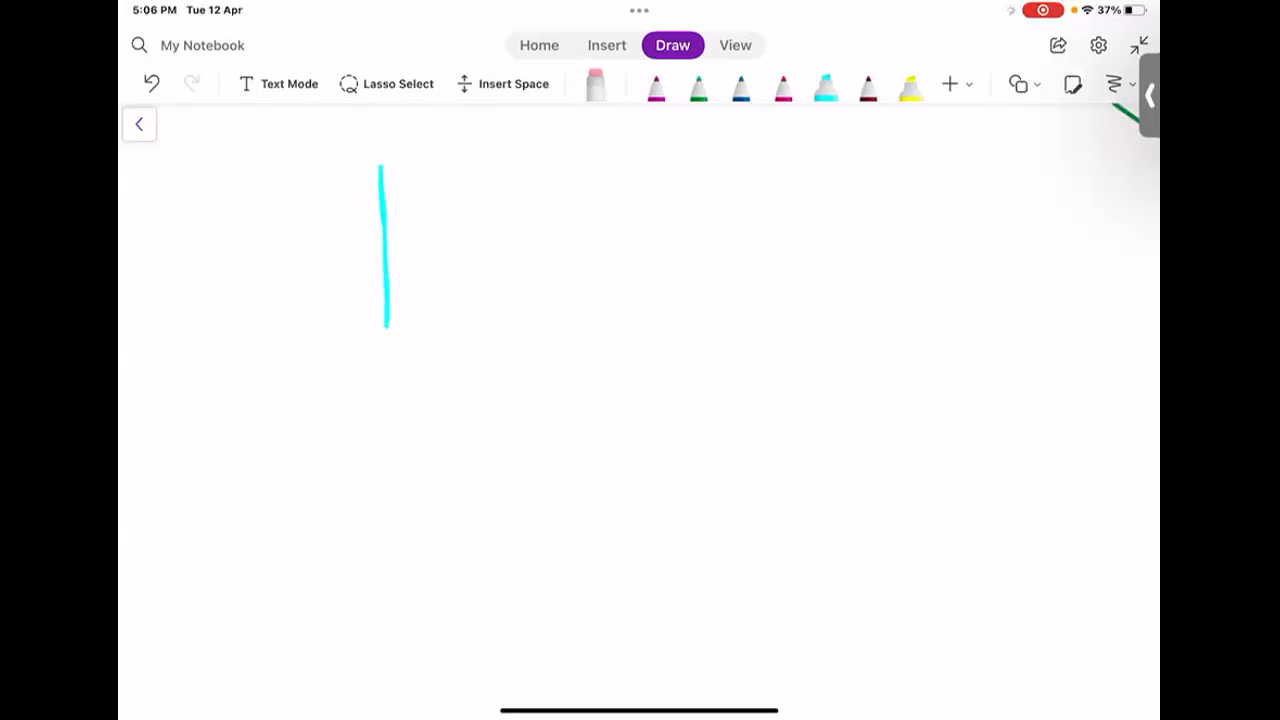 5:06 PM Tue 12 Apr
37%
My Notebook
Home Insert Draw View
Text Mode Lasso Select Insert Space